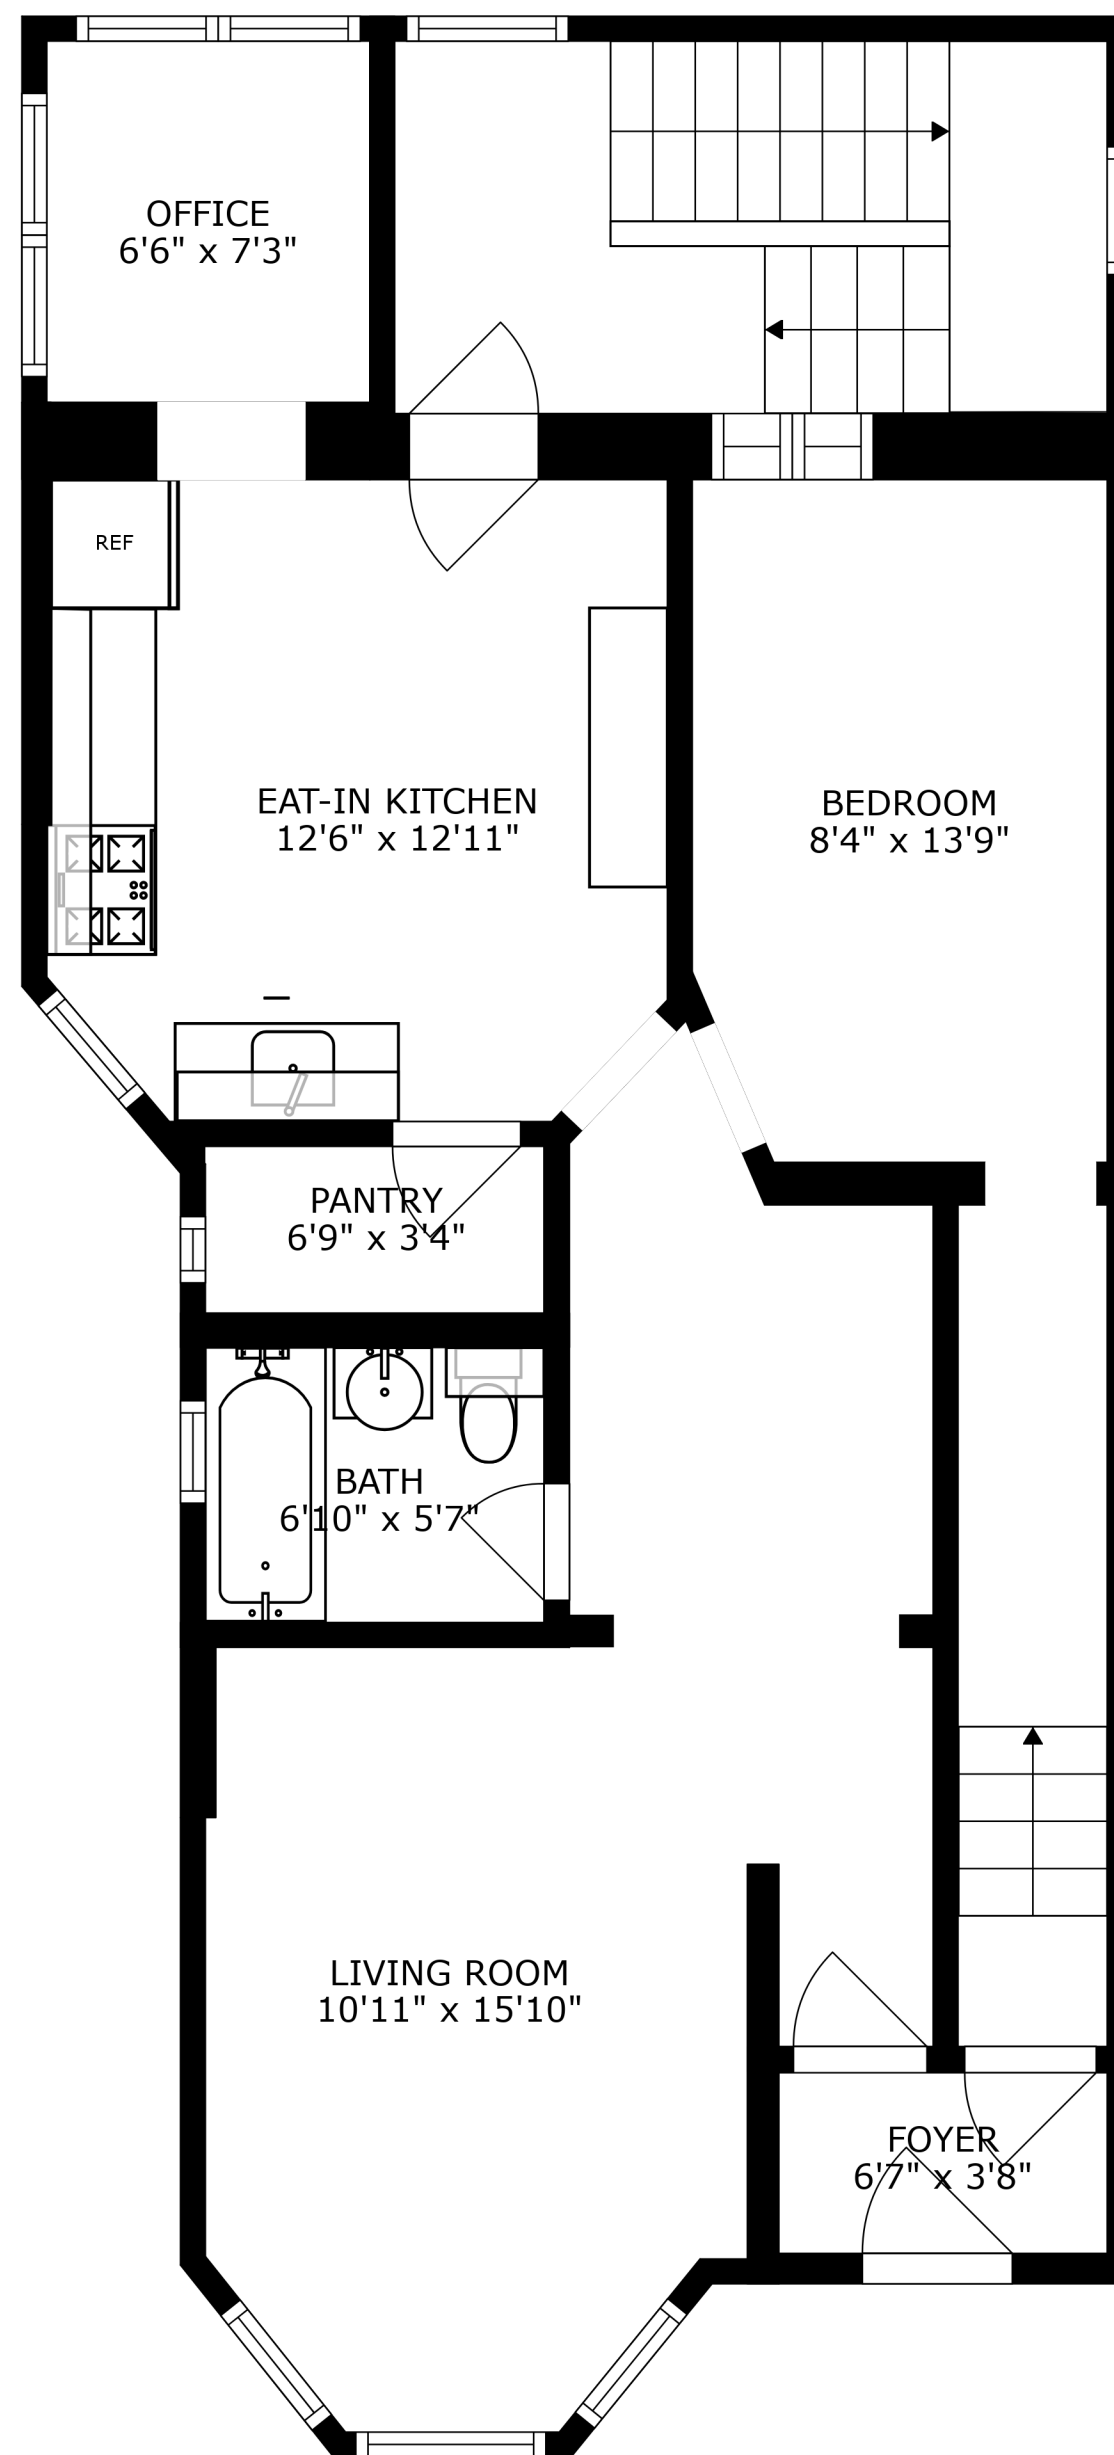 OFFICE
6'6" x 7'3"
REF
EAT-IN KITCHEN
12'6" x 12'11"
BEDROOM
8'4" x 13'9"
PANTRY
6'9" x 3'4"
BATH
6'10" x 5'7"
LIVING ROOM
10'11" x 15'10"
FOYER
6'7" x 3'8"